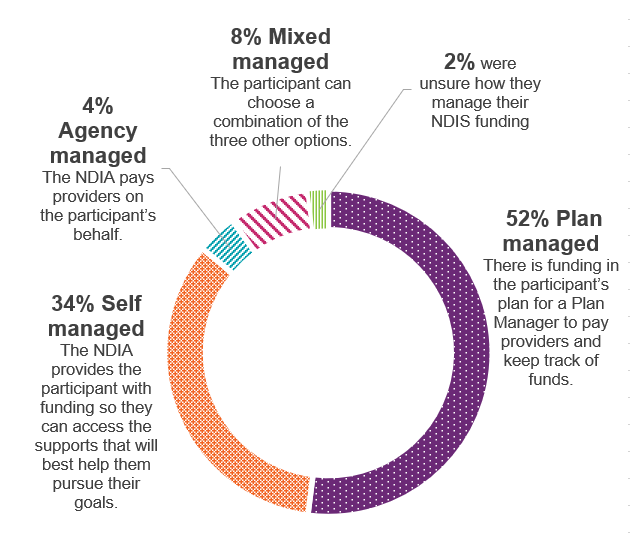 8% Mixed
managed
The participant can
choose a
combination of the
three other options.
2% were
unsure how they
manage their
NDIS funding
4%
Agency
managed
The NDIA pays
providers on
the participant's
behalf.
52% Plan
managed
There is funding in
the participant's
plan for a Plan
Manager to pay
providers and
keep track of
funds.
34% Self
managed
The NDIA
provides the
participant with
funding so they
can access the
supports that will
best help them
pursue their
goals.